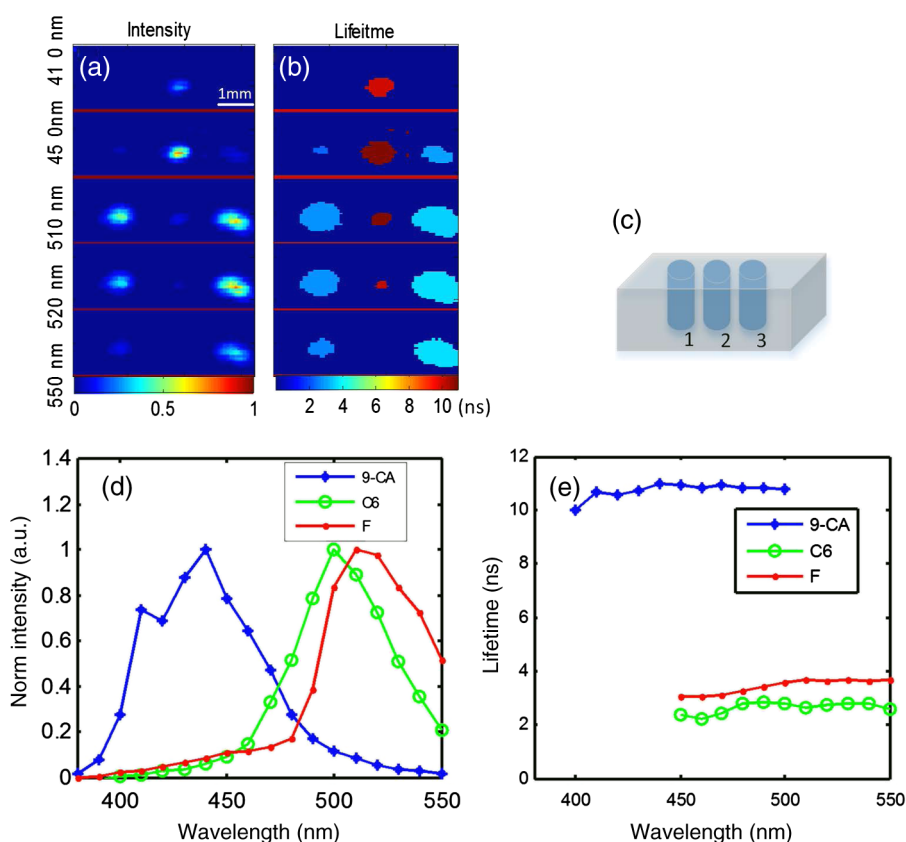 Intensity
Lifeitme
(a)
(b)
1mm
41 0 nm
45 0nm
510 nm
520 nm
550 nm
0 0.5 1
2 4 6 8 10 (ns)
(c)
1 2 3
(d)
9-CA
C6
F
Norm intensity (a.u.)
1.4
1.2
1
0.8
0.6
0.4
0.2
0
400 450 500 550
Wavelength (nm)
(e)
9-CA
C6
F
Lifetime (ns)
12
10
8
6
4
2
0
400 450 500 550
Wavelength (nm)